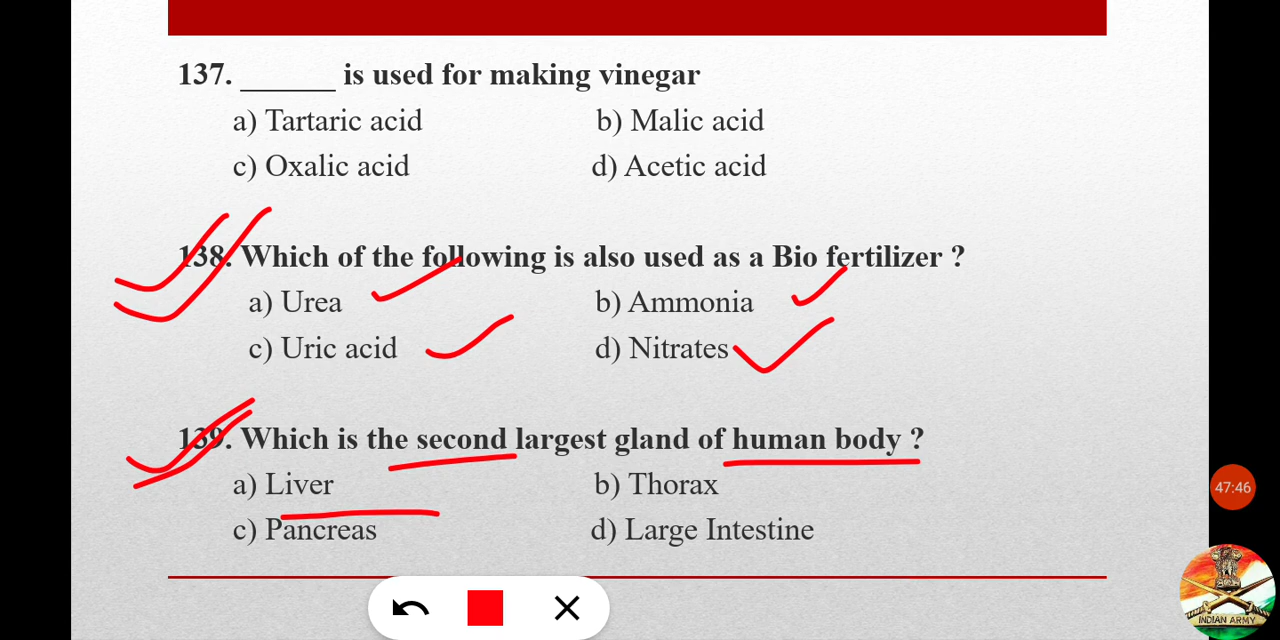 137. ______ is used for making vinegar
a) Tartaric acid b) Malic acid
c) Oxalic acid d) Acetic acid
138. Which of the following is also used as a Bio fertilizer ?
a) Urea b) Ammonia
c) Uric acid d) Nitrates
139. Which is the second largest gland of human body ?
a) Liver b) Thorax
c) Pancreas d) Large Intestine
47:46
INDIAN ARMY